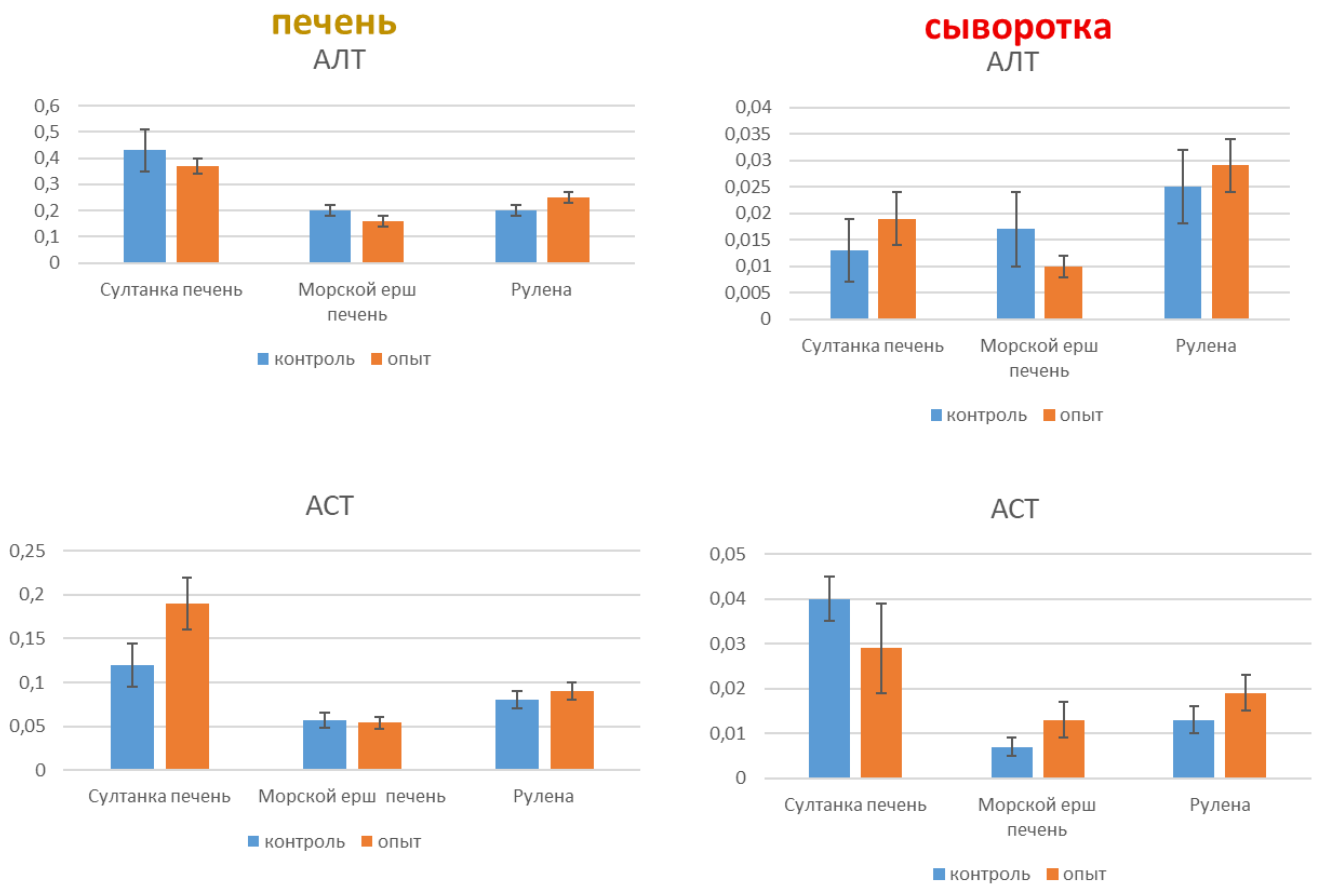 печень
АЛТ
0,6
0,5
0,4
0,3
0,2
0,1
0
Султанка печень
Морской ерш
печень
Рулена
контроль
опыт
сыворотка
АЛТ
0,04
0,035
0,03
0,025
0,02
0,015
0,01
0,005
0
Султанка печень
Морской ерш
печень
Рулена
контроль
опыт
АСТ
0,25
0,2
0,15
0,1
0,05
0
Султанка печень
Морской ерш печень
Рулена
контроль
опыт
АСТ
0,05
0,04
0,03
0,02
0,01
0
Султанка печень
Морской ерш
печень
Рулена
контроль
опыт